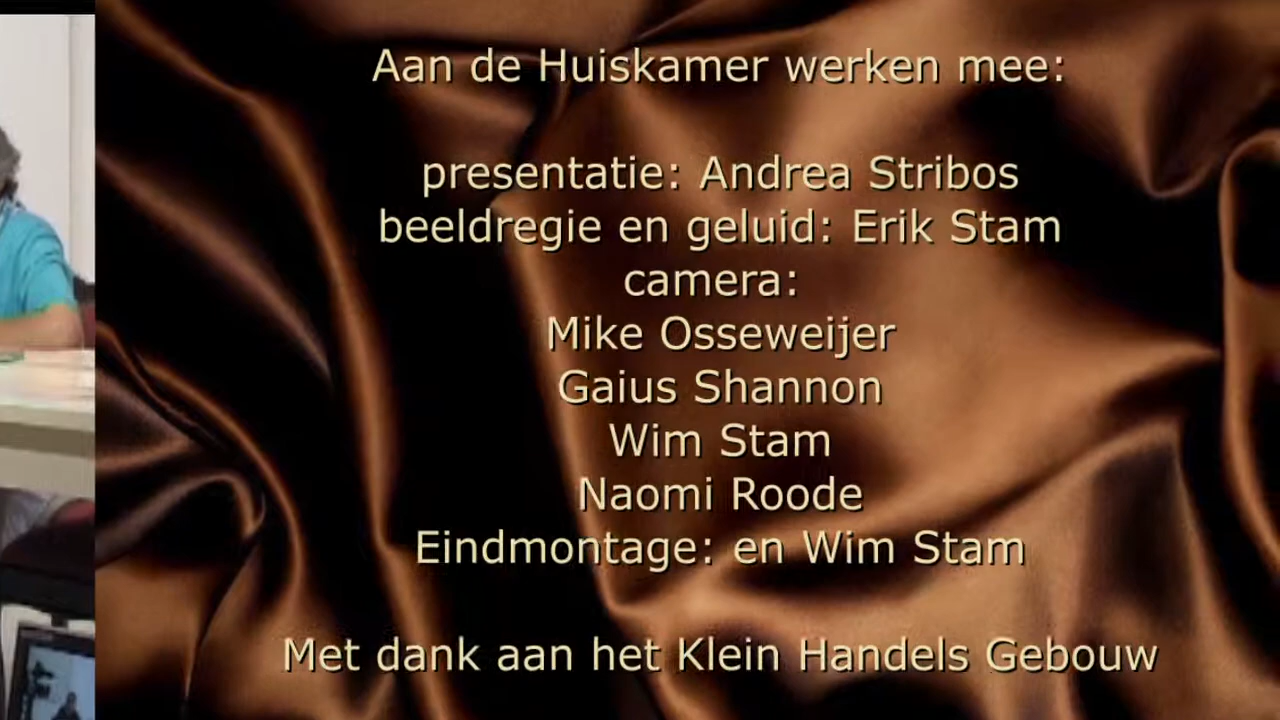 Aan de Huiskamer werken mee:
presentatie: Andrea Stribos
beeldregie en geluid: Erik Stam
camera:
Mike Osseweijer
Gaius Shannon
Wim Stam
Naomi Roode
Eindmontage: en Wim Stam
Met dank aan het Klein Handels Gebouw